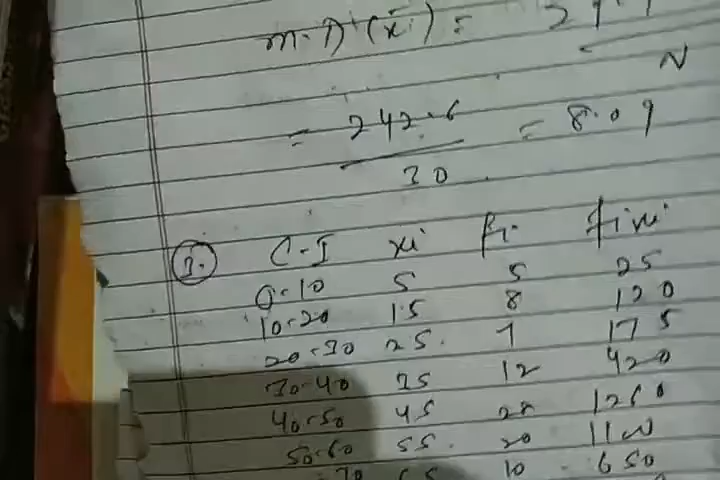 m.D (x̄) =
N
= 242.6 = 8.09
30
3. C-I xi fi fixi
0-10 5 5 25
10-20 15 8 120
20-30 25. 7 175
30-40 35 12 420
40-50 45 28 1260
50-60 55. 20 1100
70 65 10 650